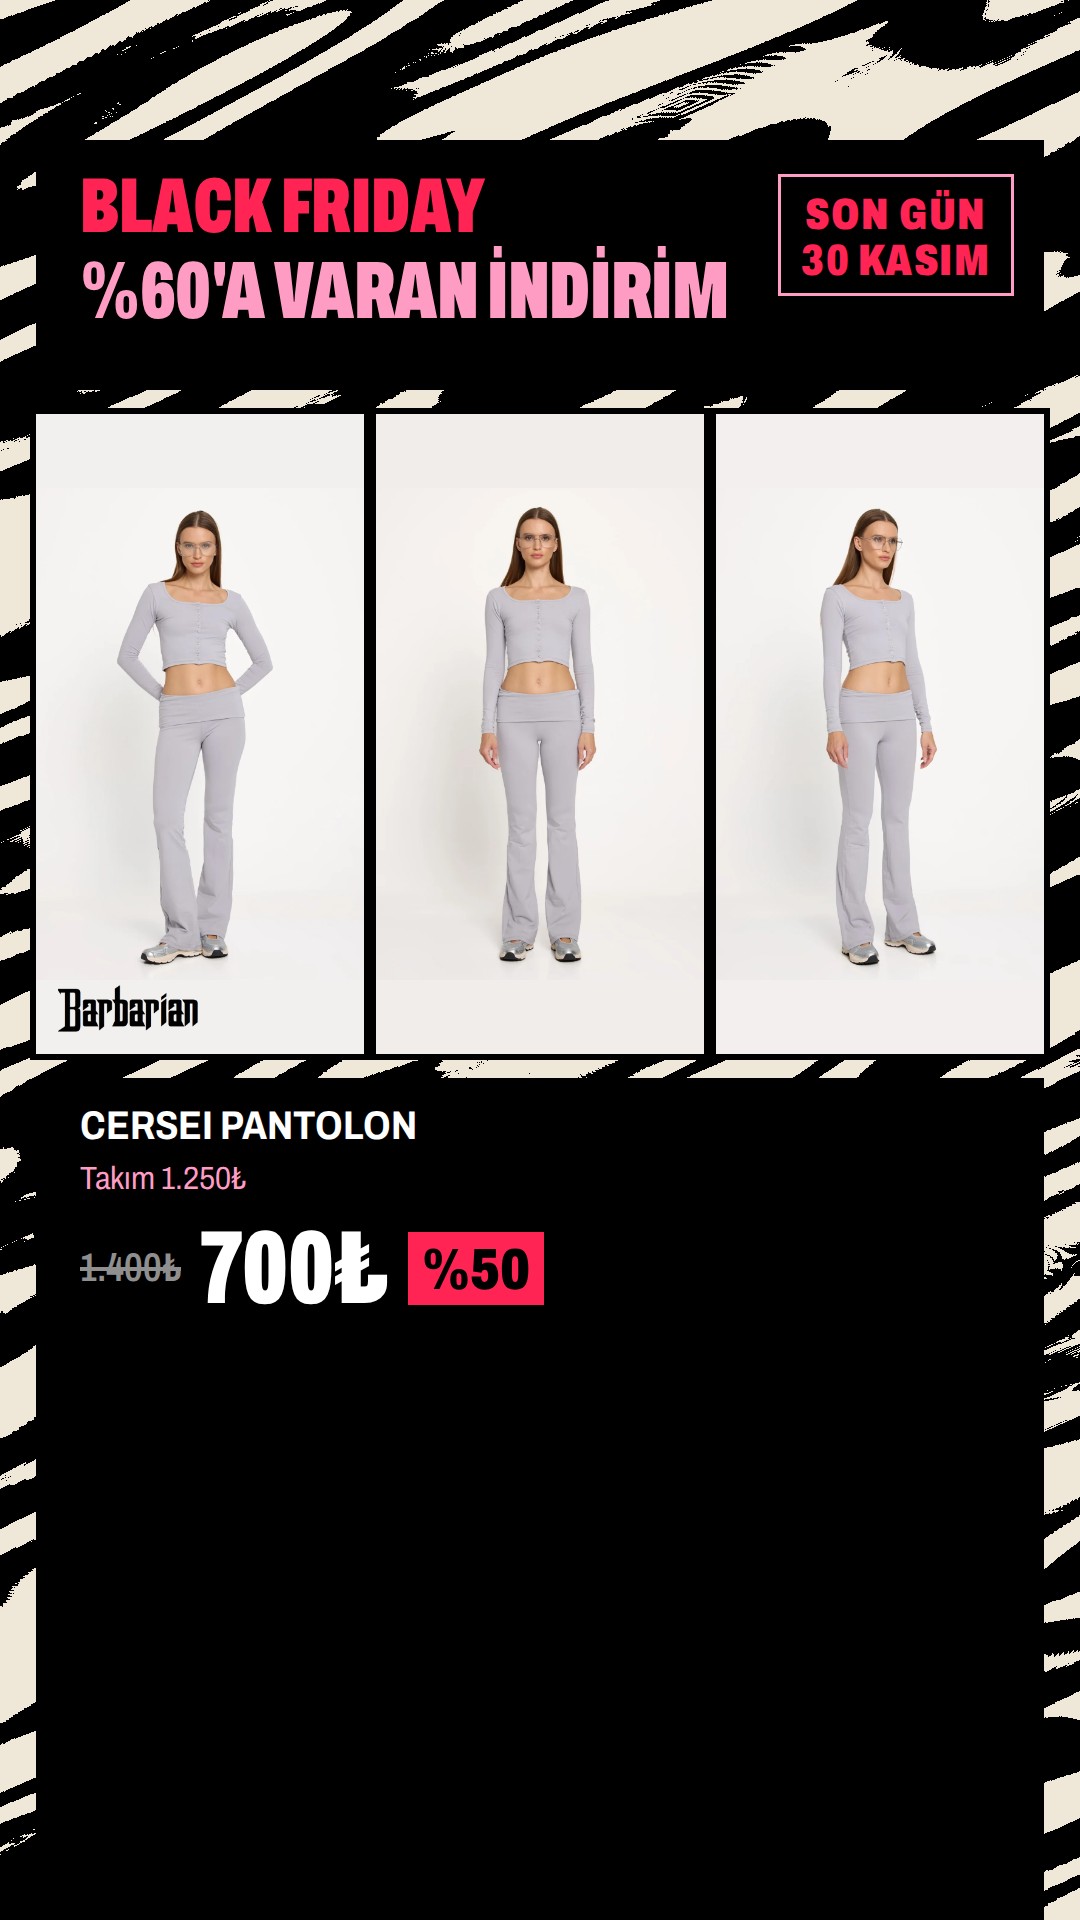 BLACK FRIDAY
%60'A VARAN İNDİRİM
SON GÜN
30 KASIM
Barbarian
CERSEI PANTOLON
Takım 1.250₺
1.400₺ 700₺ %50